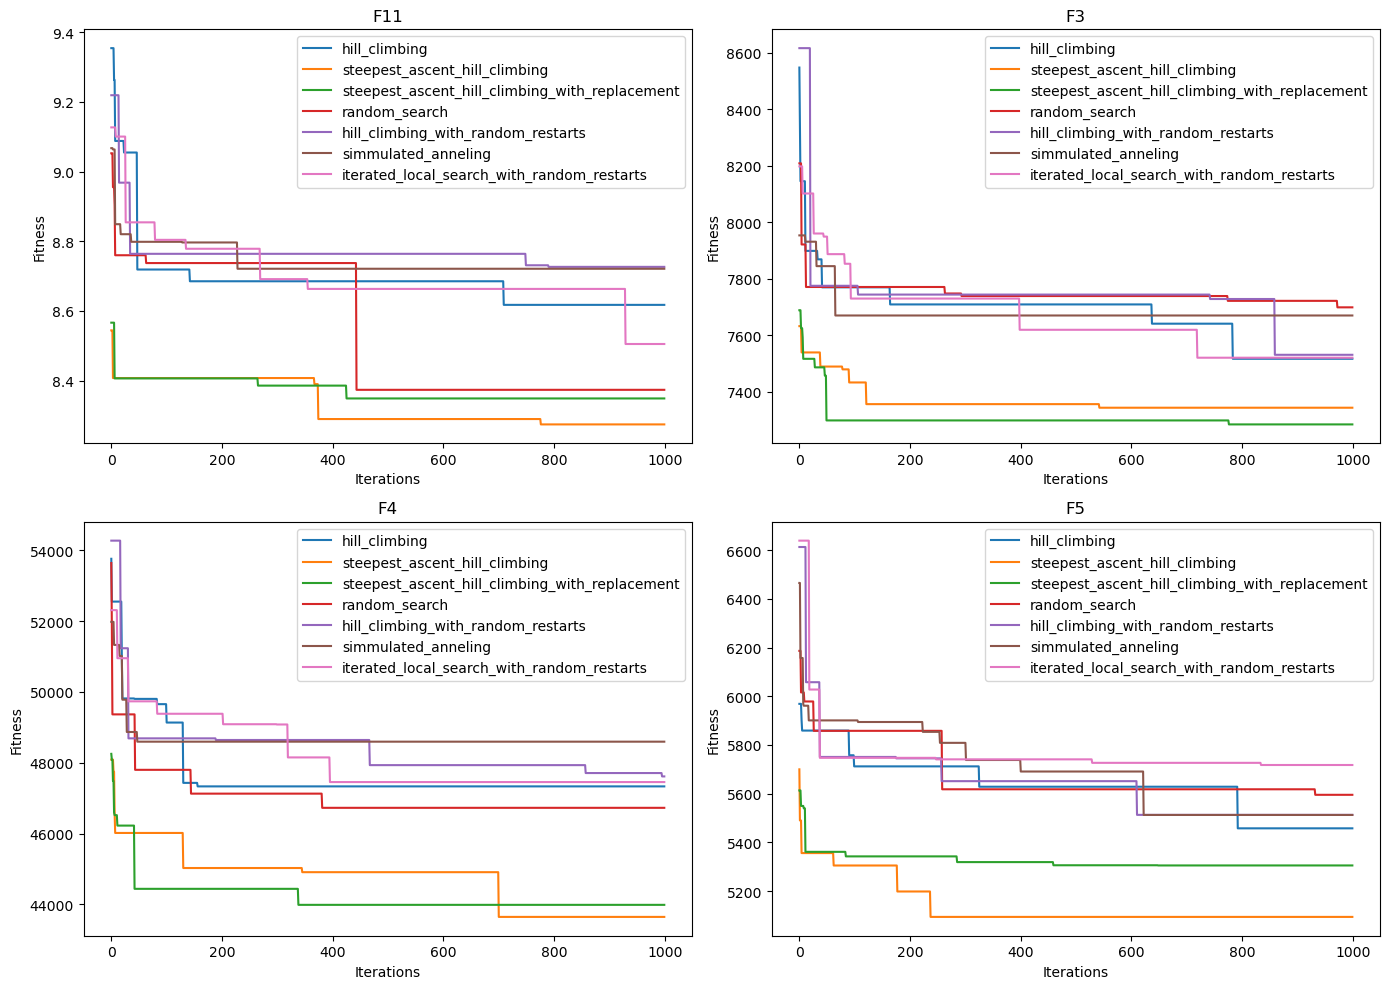 F11
9.4
9.2
9.0
8.8
8.6
8.4
Fitness
0
200
400
600
800
1000
Iterations
hill_climbing
steepest_ascent_hill_climbing
steepest_ascent_hill_climbing_with_replacement
random_search
hill_climbing_with_random_restarts
simmulated_anneling
iterated_local_search_with_random_restarts
F3
8600
8400
8200
8000
7800
7600
7400
Fitness
0
200
400
600
800
1000
Iterations
hill_climbing
steepest_ascent_hill_climbing
steepest_ascent_hill_climbing_with_replacement
random_search
hill_climbing_with_random_restarts
simmulated_anneling
iterated_local_search_with_random_restarts
F4
54000
52000
50000
48000
46000
44000
Fitness
0
200
400
600
800
1000
Iterations
hill_climbing
steepest_ascent_hill_climbing
steepest_ascent_hill_climbing_with_replacement
random_search
hill_climbing_with_random_restarts
simmulated_anneling
iterated_local_search_with_random_restarts
F5
6600
6400
6200
6000
5800
5600
5400
5200
Fitness
0
200
400
600
800
1000
Iterations
hill_climbing
steepest_ascent_hill_climbing
steepest_ascent_hill_climbing_with_replacement
random_search
hill_climbing_with_random_restarts
simmulated_anneling
iterated_local_search_with_random_restarts